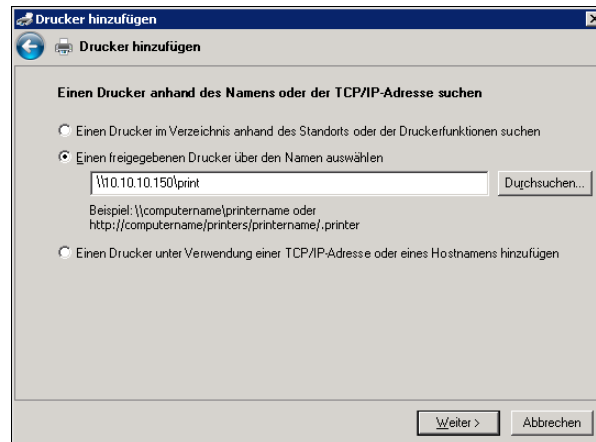 Drucker hinzufügen
Drucker hinzufügen
Einen Drucker anhand des Namens oder der TCP/IP-Adresse suchen
Einen Drucker im Verzeichnis anhand des Standorts oder der Druckerfunktionen suchen
Einen freigegebenen Drucker über den Namen auswählen
\\10.10.10.150\print
Durchsuchen...
Beispiel: \\computername\printername oder
http://computername/printers/printername/.printer
Einen Drucker unter Verwendung einer TCP/IP-Adresse oder eines Hostnamens hinzufügen
Weiter >
Abbrechen